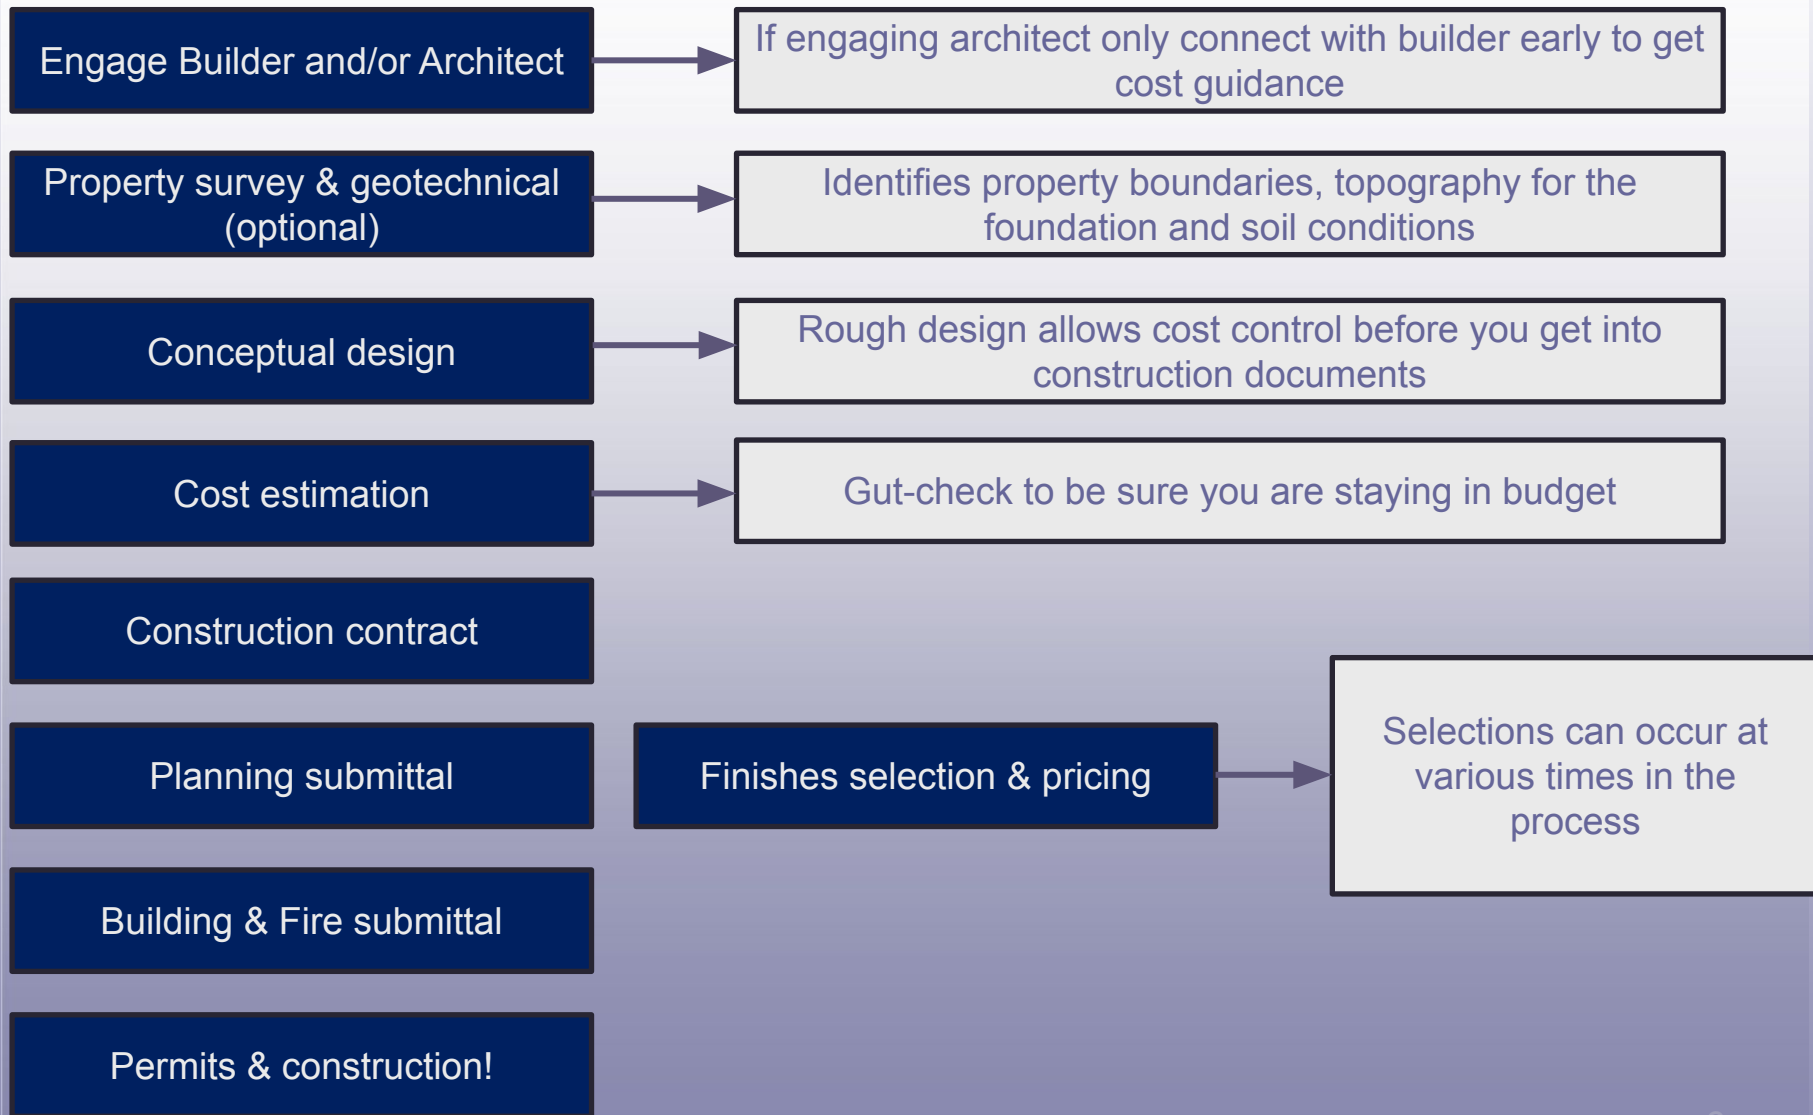 Engage Builder and/or Architect
If engaging architect only connect with builder early to get
cost guidance
Property survey & geotechnical
(optional)
Identifies property boundaries, topography for the
foundation and soil conditions
Conceptual design
Rough design allows cost control before you get into
construction documents
Cost estimation
Gut-check to be sure you are staying in budget
Construction contract
Planning submittal
Finishes selection & pricing
Selections can occur at
various times in the
process
Building & Fire submittal
Permits & construction!